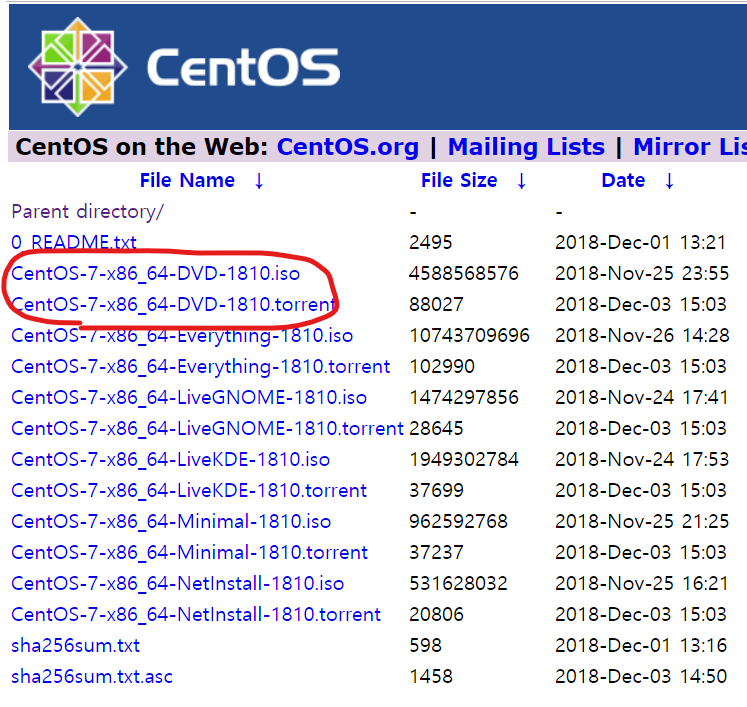 CentOS
CentOS on the Web: CentOS.org | Mailing Lists | Mirror Lis
File Name ↓ File Size ↓ Date ↓
Parent directory/ - -
0_README.txt 2495 2018-Dec-01 13:21
CentOS-7-x86_64-DVD-1810.iso 4588568576 2018-Nov-25 23:55
CentOS-7-x86_64-DVD-1810.torrent 88027 2018-Dec-03 15:03
CentOS-7-x86_64-Everything-1810.iso 10743709696 2018-Nov-26 14:28
CentOS-7-x86_64-Everything-1810.torrent 102990 2018-Dec-03 15:03
CentOS-7-x86_64-LiveGNOME-1810.iso 1474297856 2018-Nov-24 17:41
CentOS-7-x86_64-LiveGNOME-1810.torrent 28645 2018-Dec-03 15:03
CentOS-7-x86_64-LiveKDE-1810.iso 1949302784 2018-Nov-24 17:53
CentOS-7-x86_64-LiveKDE-1810.torrent 37699 2018-Dec-03 15:03
CentOS-7-x86_64-Minimal-1810.iso 962592768 2018-Nov-25 21:25
CentOS-7-x86_64-Minimal-1810.torrent 37237 2018-Dec-03 15:03
CentOS-7-x86_64-NetInstall-1810.iso 531628032 2018-Nov-25 16:21
CentOS-7-x86_64-NetInstall-1810.torrent 20806 2018-Dec-03 15:03
sha256sum.txt 598 2018-Dec-01 13:16
sha256sum.txt.asc 1458 2018-Dec-03 14:50